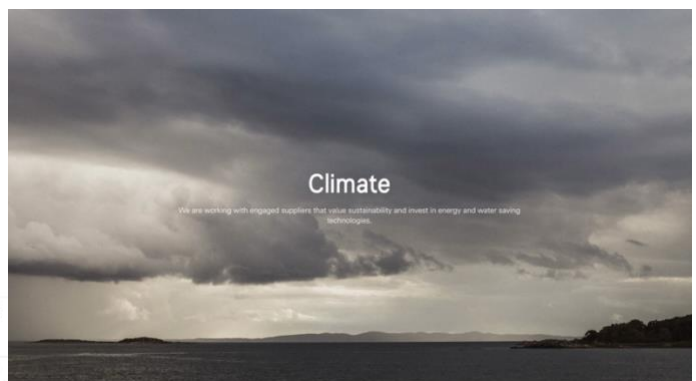 Climate
We are working with engaged suppliers that value sustainability and invest in energy and water saving
technologies.